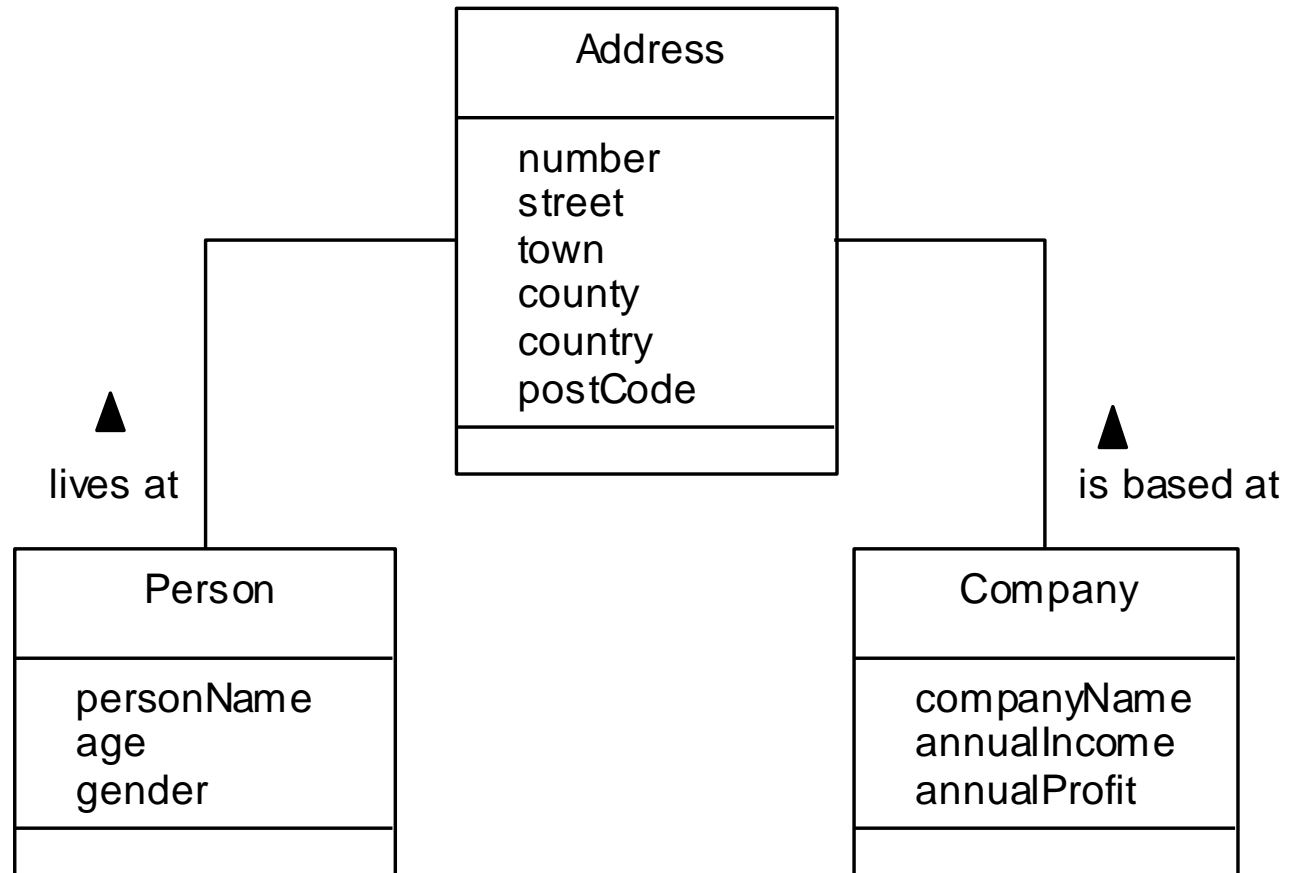 Address
number
street
town
county
country
postCode
lives at
is based at
Person
personName
age
gender
Company
companyName
annualIncome
annualProfit